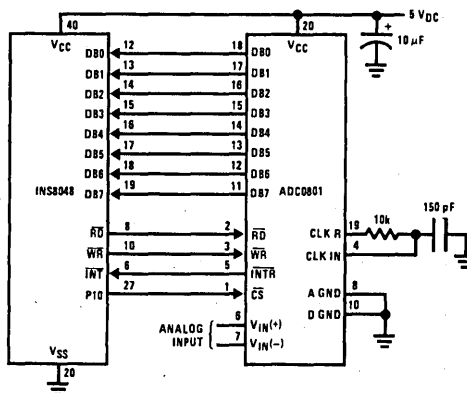 40 20 5 VDC
VCC VCC + 10 µF
DB0 12 18 DB0
DB1 13 17 DB1
DB2 14 16 DB2
DB3 15 15 DB3
DB4 16 14 DB4
DB5 17 13 DB5
DB6 18 12 DB6
DB7 19 11 DB7
INS8048 ADC0801
150 pF
RD 8 2 RD CLK R 19 10k
WR 10 3 WR CLK IN 4
INT 6 5 INTR
P10 27 1 CS A GND 8
D GND 10
ANALOG INPUT { 6 VIN(+)
7 VIN(−)
VSS
20